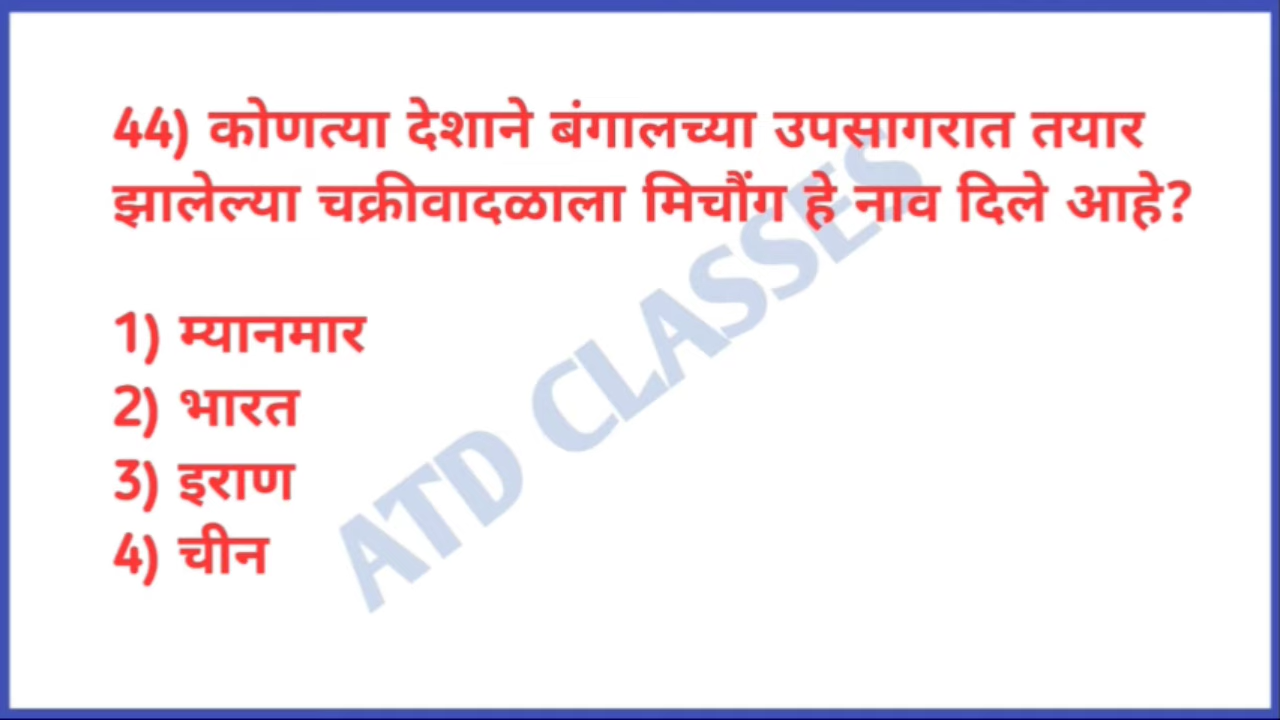 44) कोणत्या देशाने बंगालच्या उपसागरात तयार
झालेल्या चक्रीवादळाला मिचौंग हे नाव दिले आहे?
1) म्यानमार
2) भारत
3) इराण
4) चीन
ATD CLASSES